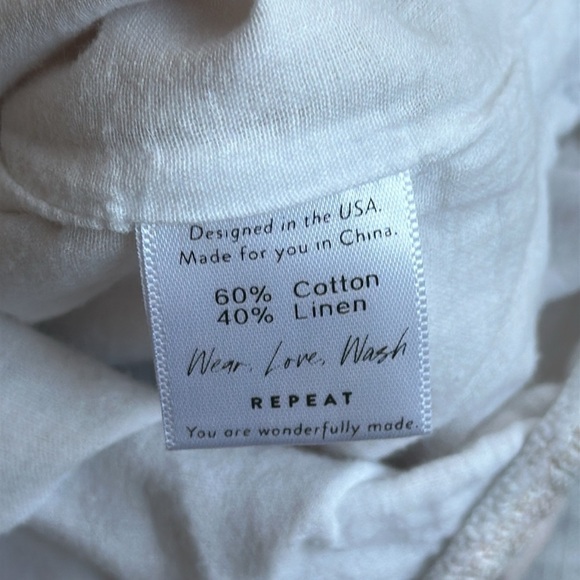 Designed in the USA.
Made for you in China.
60% Cotton
40% Linen
Wear, Love, Wash
REPEAT
You are wonderfully made.